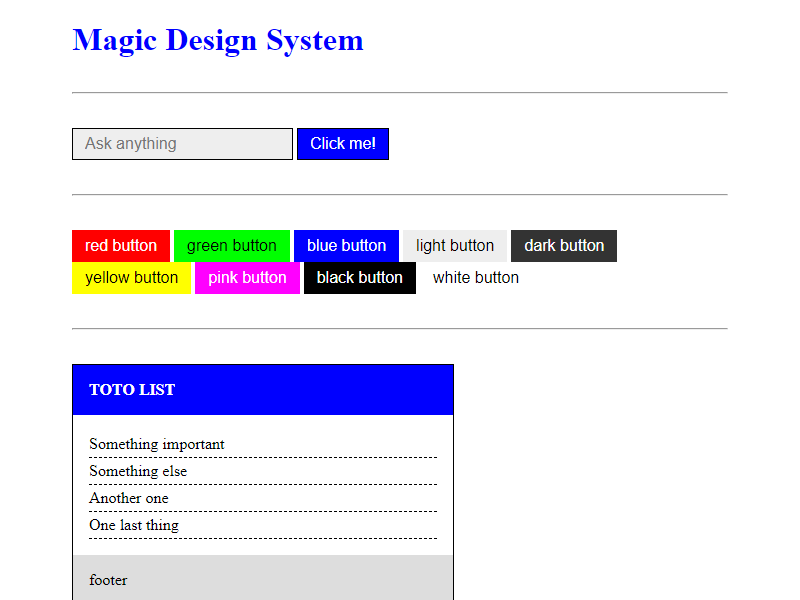 Magic Design System
Ask anything Click me!
red button green button blue button light button dark button
yellow button pink button black button white button
TOTO LIST
Something important
Something else
Another one
One last thing
footer